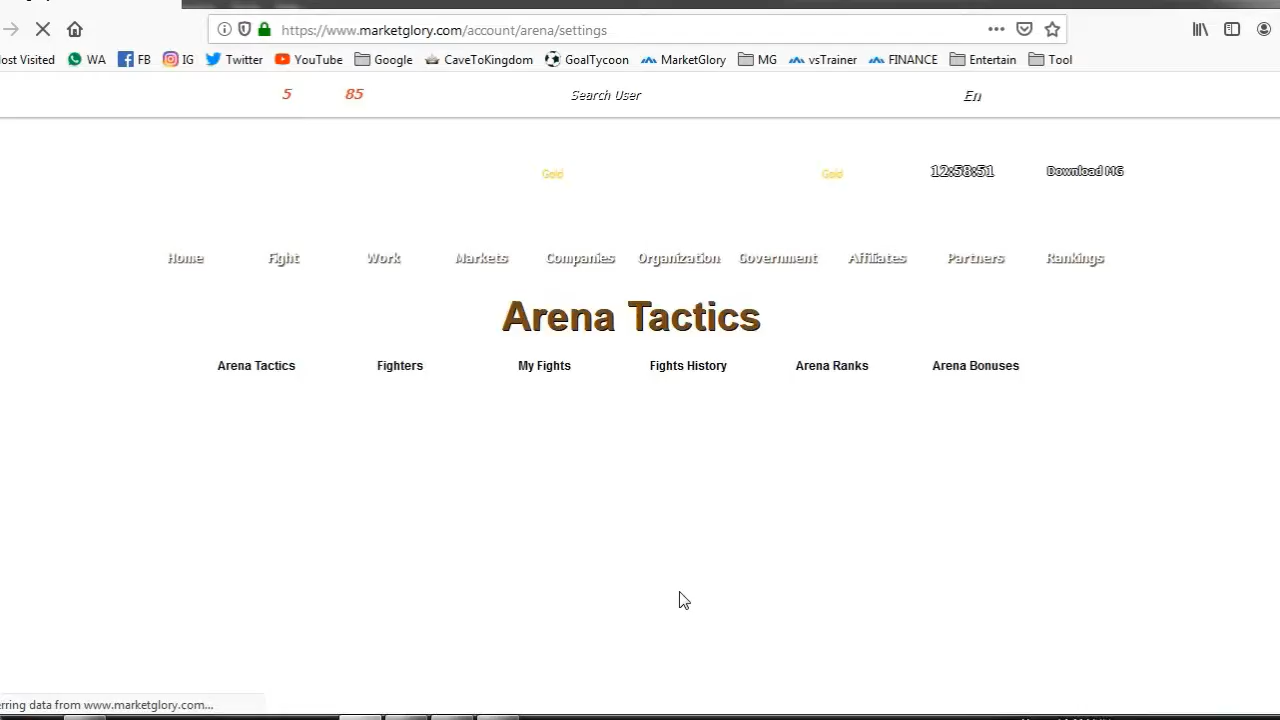 https://www.marketglory.com/account/arena/settings
ost Visited WA FB IG Twitter YouTube Google CaveToKingdom GoalTycoon MarketGlory MG vsTrainer FINANCE Entertain Tool
5 85 Search User En
Gold Gold 12:58:51 Download MG
Home Fight Work Markets Companies Organization Government Affiliates Partners Rankings
Arena Tactics
Arena Tactics Fighters My Fights Fights History Arena Ranks Arena Bonuses
erring data from www.marketglory.com...